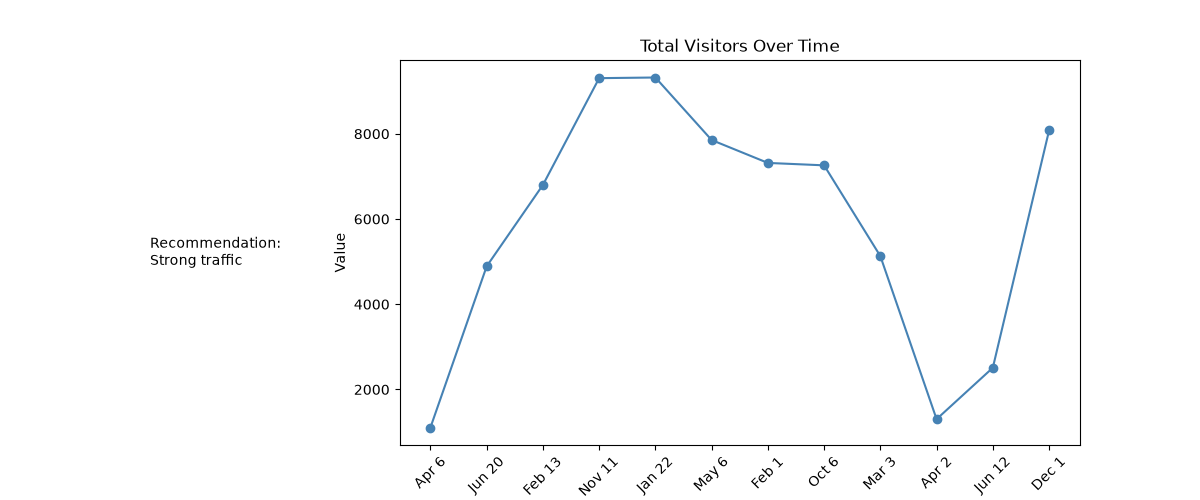 Total Visitors Over Time
Recommendation:
Strong traffic
Value
8000
6000
4000
2000
Apr 6
Jun 20
Feb 13
Nov 11
Jan 22
May 6
Feb 1
Oct 6
Mar 3
Apr 2
Jun 12
Dec 1